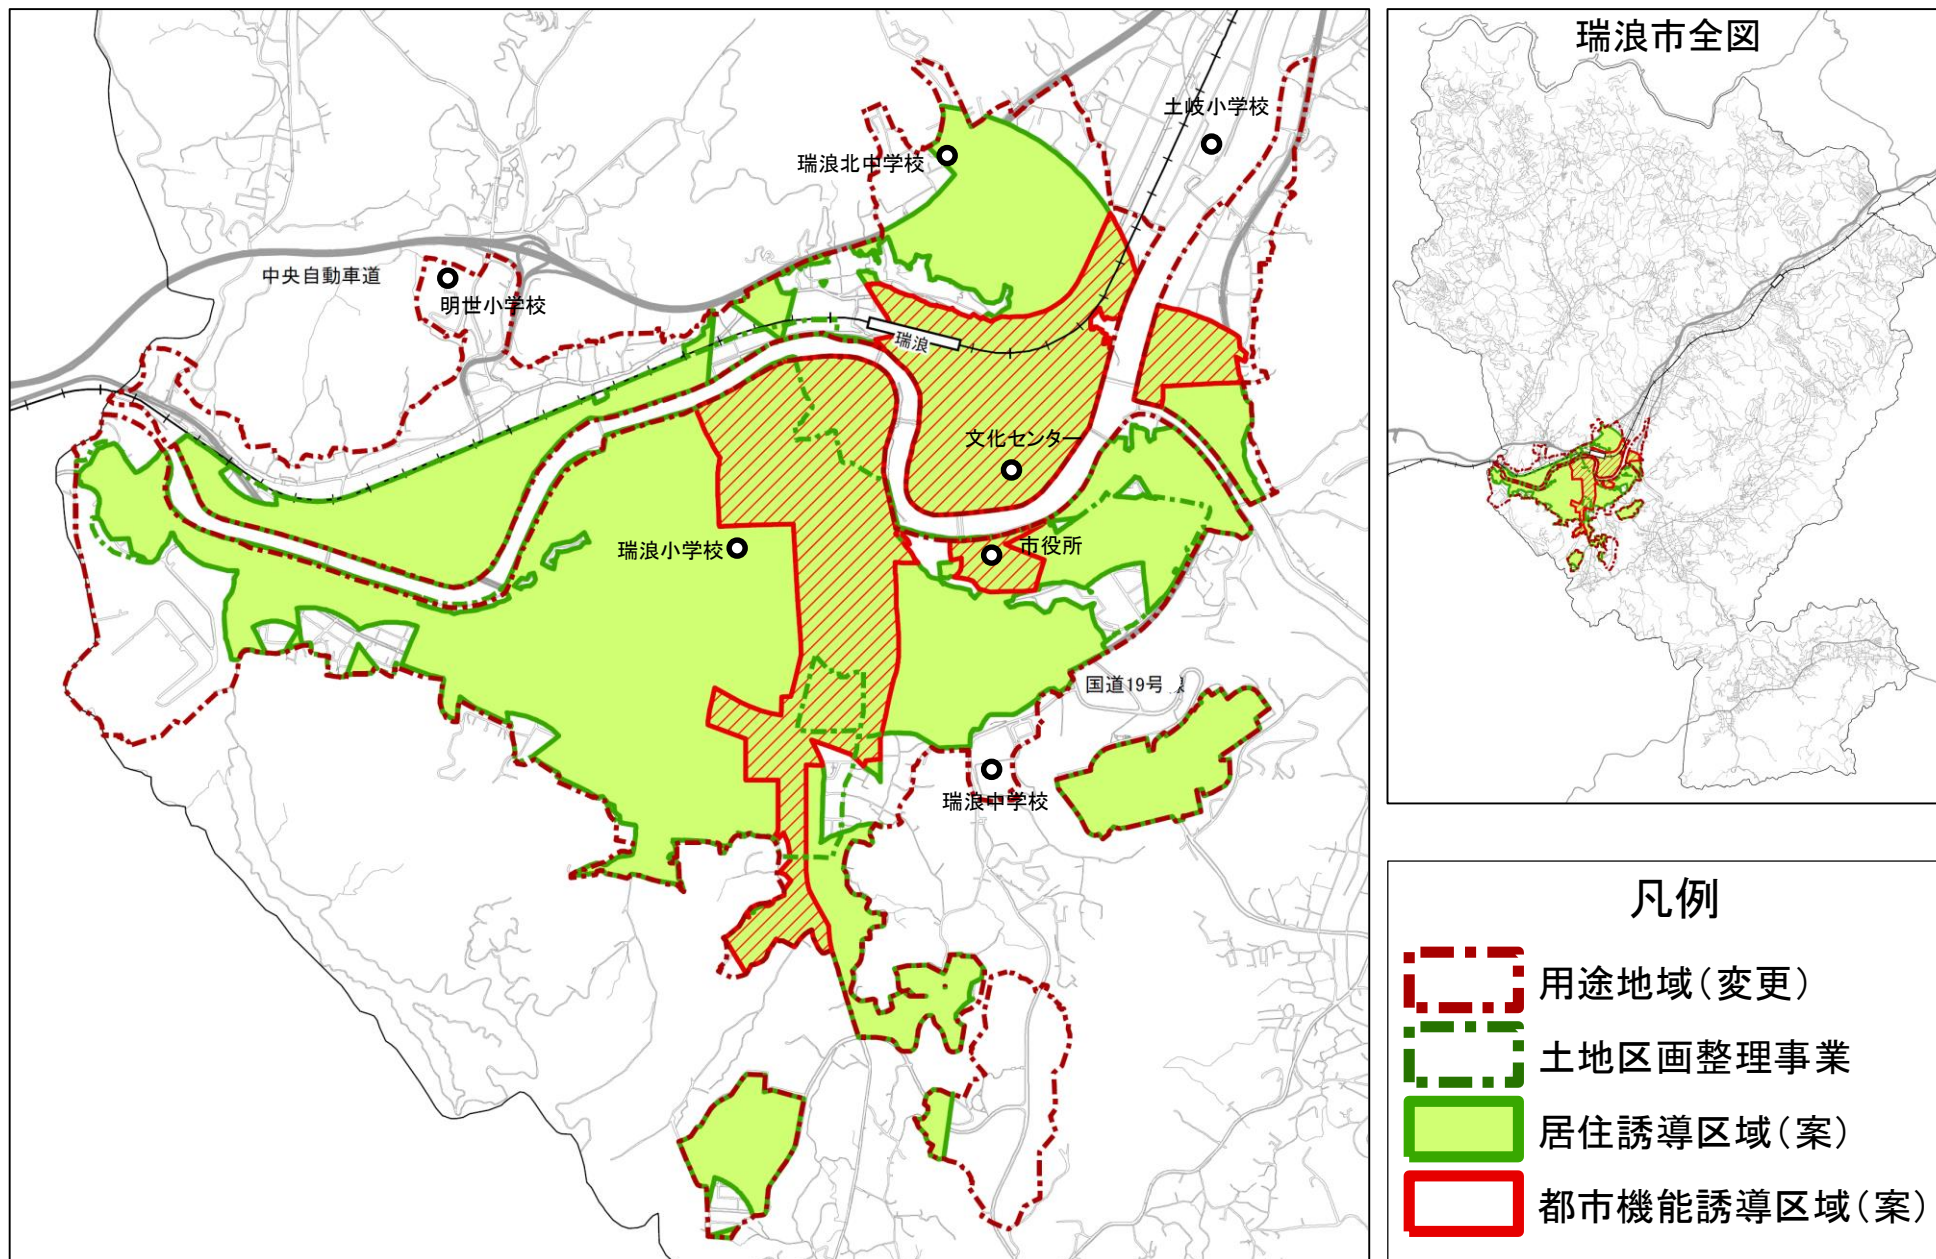 土岐小学校
瑞浪北中学校
中央自動車道
明世小学校
瑞浪
文化センター
瑞浪小学校
市役所
国道19号
瑞浪中学校
瑞浪市全図
凡例
用途地域(変更)
土地区画整理事業
居住誘導区域(案)
都市機能誘導区域(案)